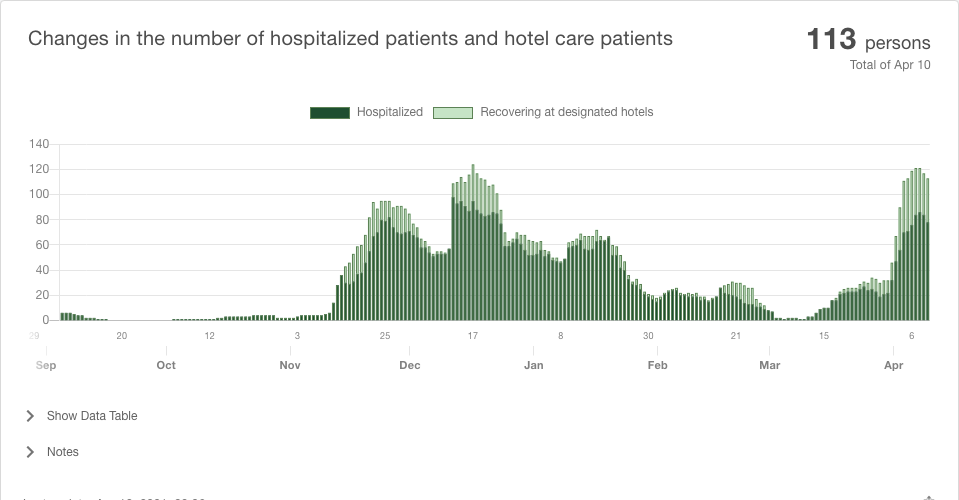 Changes in the number of hospitalized patients and hotel care patients
113 persons
Total of Apr 10
Hospitalized Recovering at designated hotels
140
120
100
80
60
40
20
0
29 20 12 3 25 17 8 30 21 15 6
Sep Oct Nov Dec Jan Feb Mar Apr
Show Data Table
Notes